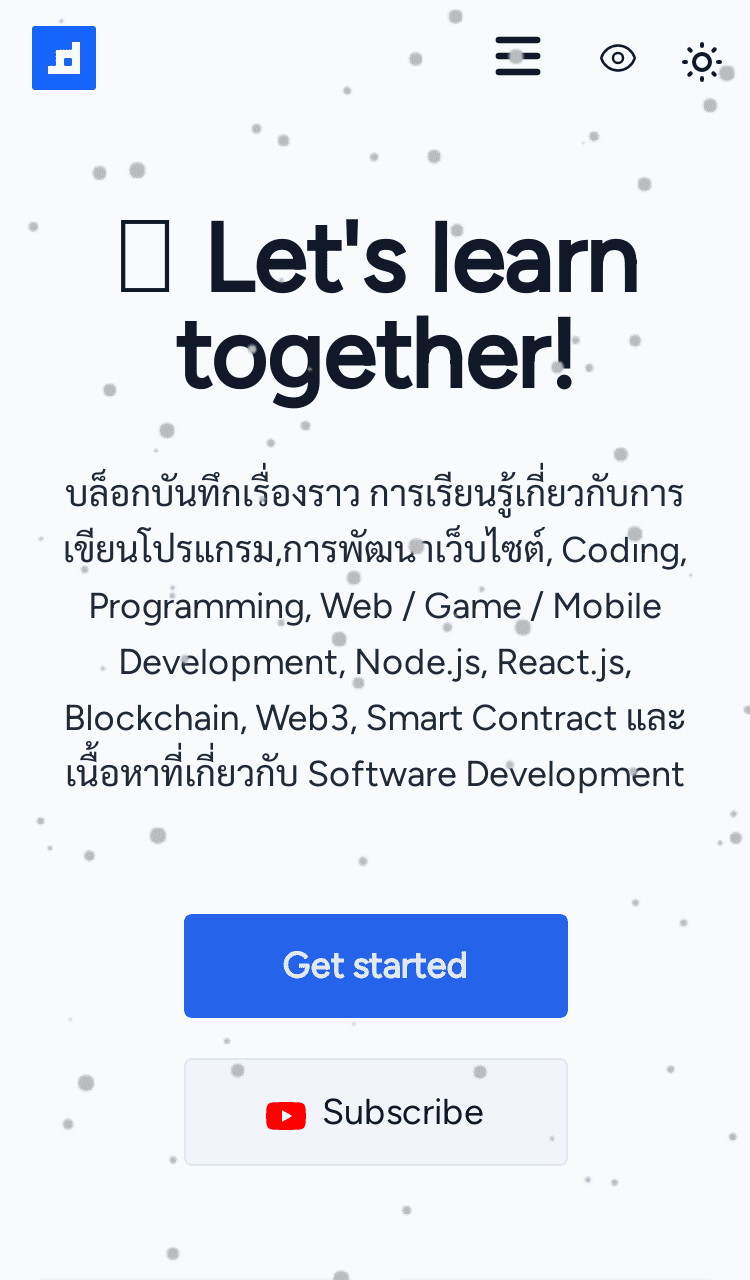 Let's learn
together!
บล็อกบันทึกเรื่องราว การเรียนรู้เกี่ยวกับการ
เขียนโปรแกรม,การพัฒนาเว็บไซต์, Coding,
Programming, Web / Game / Mobile
Development, Node.js, React.js,
Blockchain, Web3, Smart Contract และ
เนื้อหาที่เกี่ยวกับ Software Development
Get started
Subscribe